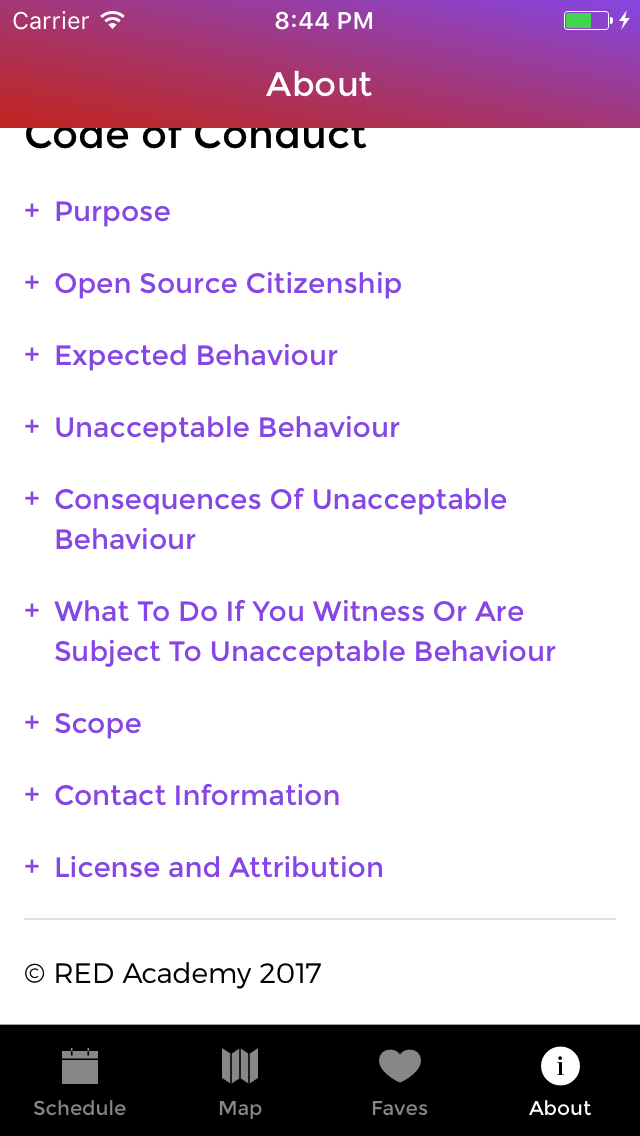 Carrier 8:44 PM
About
Code of Conduct
+ Purpose
+ Open Source Citizenship
+ Expected Behaviour
+ Unacceptable Behaviour
+ Consequences Of Unacceptable
Behaviour
+ What To Do If You Witness Or Are
Subject To Unacceptable Behaviour
+ Scope
+ Contact Information
+ License and Attribution
© RED Academy 2017
Schedule Map Faves About